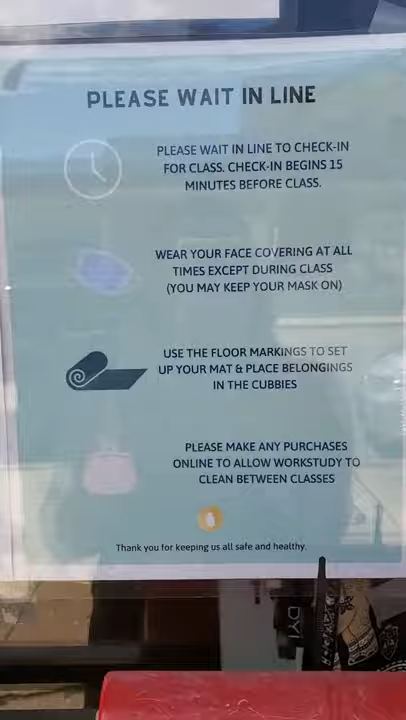 PLEASE WAIT IN LINE
PLEASE WAIT IN LINE TO CHECK-IN
FOR CLASS. CHECK-IN BEGINS 15
MINUTES BEFORE CLASS.
WEAR YOUR FACE COVERING AT ALL
TIMES EXCEPT DURING CLASS
(YOU MAY KEEP YOUR MASK ON)
USE THE FLOOR MARKINGS TO SET
UP YOUR MAT & PLACE BELONGINGS
IN THE CUBBIES
PLEASE MAKE ANY PURCHASES
ONLINE TO ALLOW WORKSTUDY TO
CLEAN BETWEEN CLASSES
Thank you for keeping us all safe and healthy.